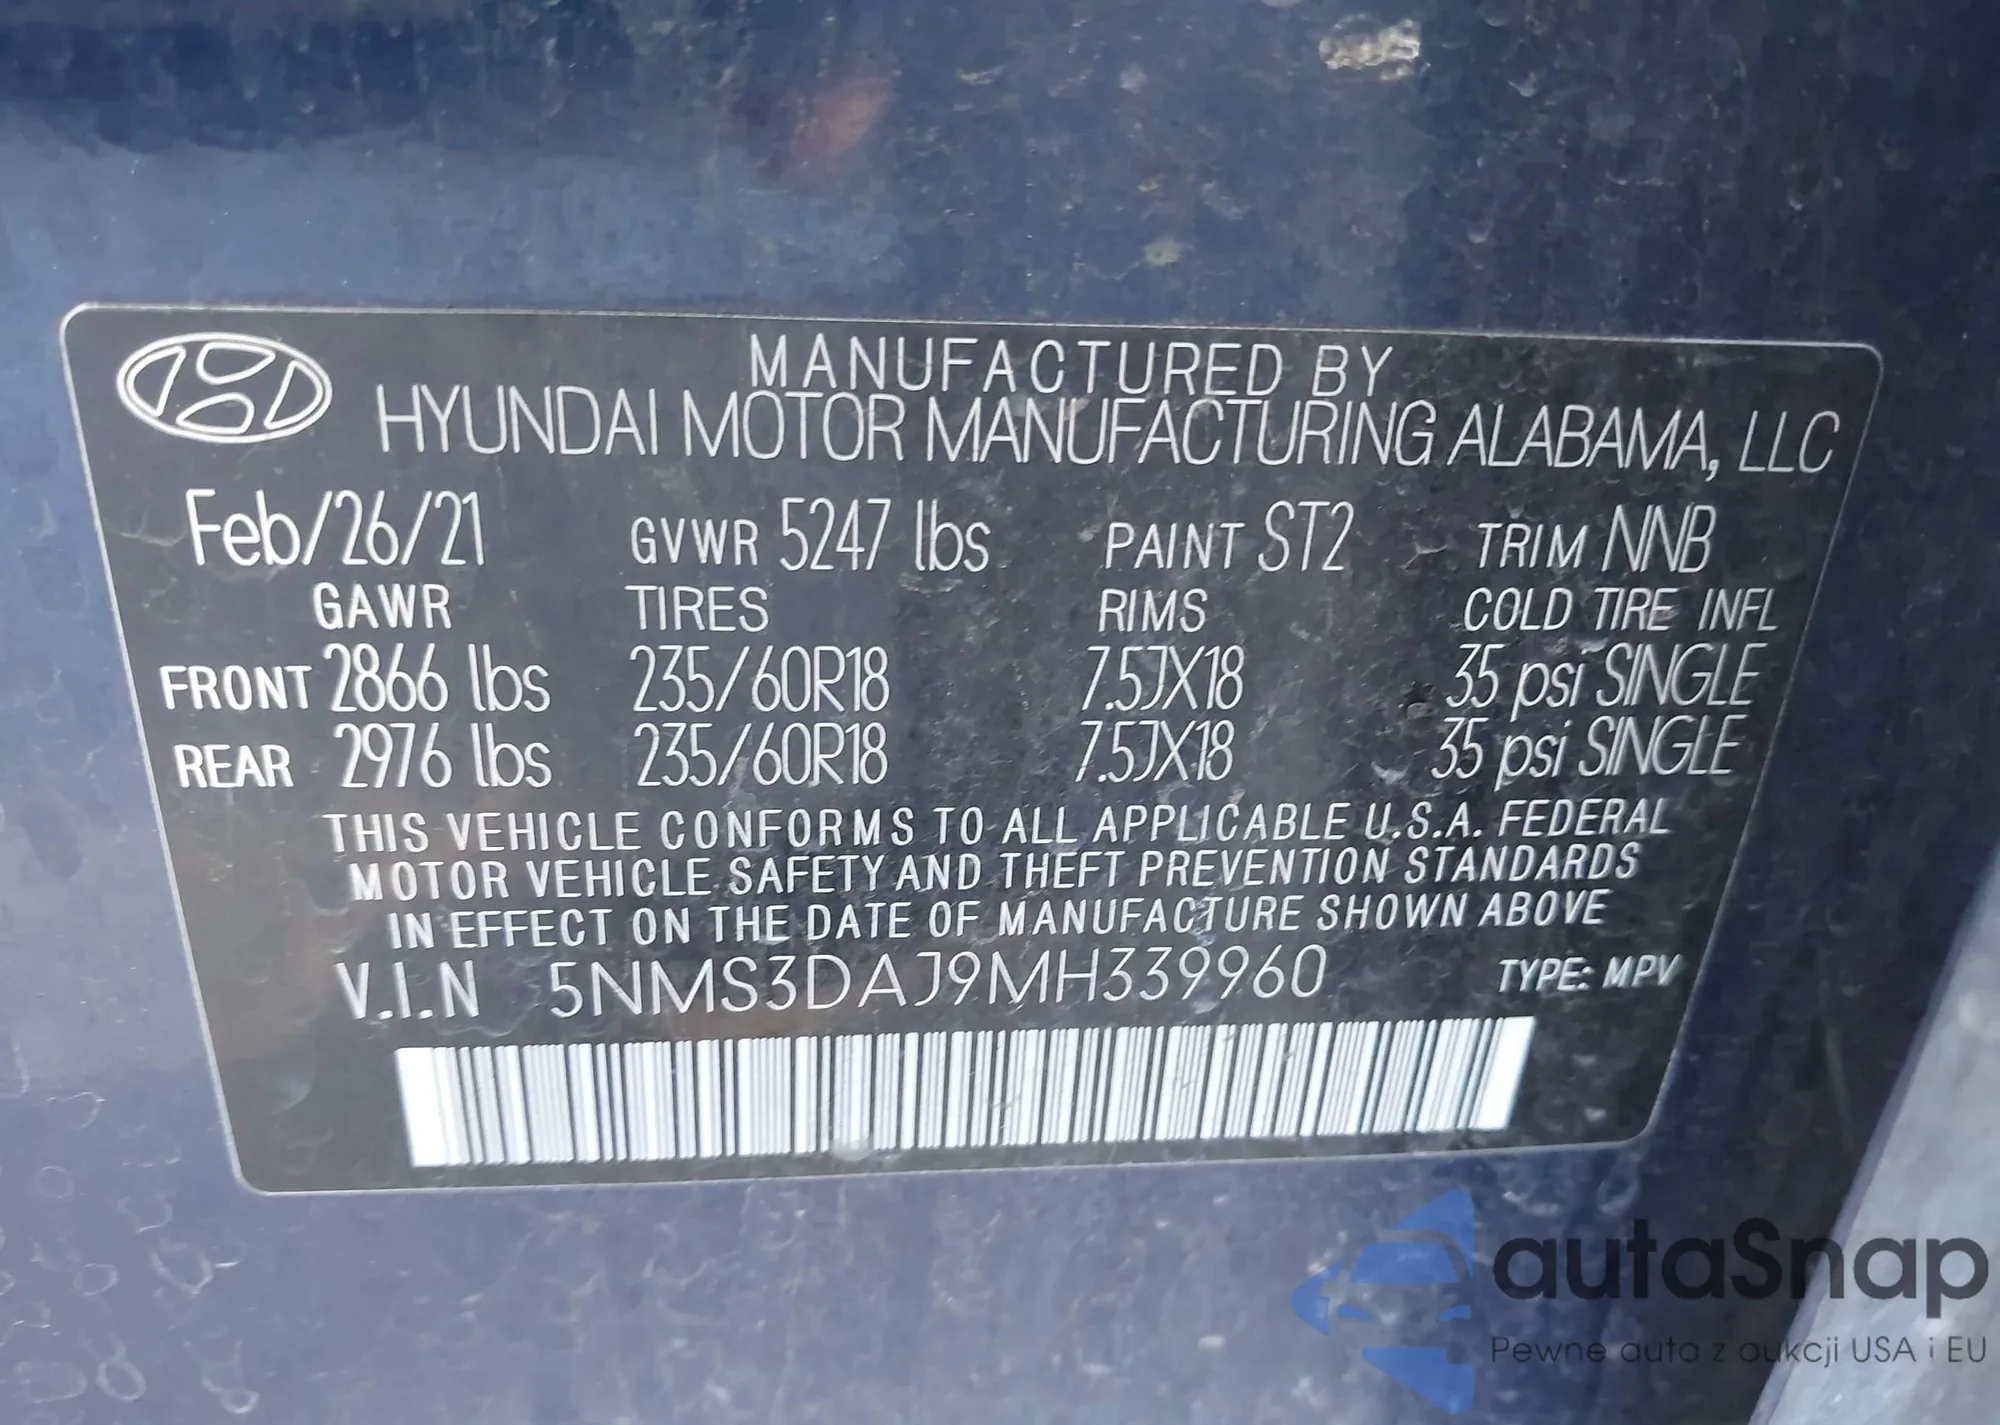 MANUFACTURED BY
HYUNDAI MOTOR MANUFACTURING ALABAMA, LLC
Feb/26/21 GVWR 5247 lbs PAINT ST2 TRIM NNB
GAWR TIRES RIMS COLD TIRE INFL
FRONT 2866 lbs 235/60R18 7.5JX18 35 psi SINGLE
REAR 2976 lbs 235/60R18 7.5JX18 35 psi SINGLE
THIS VEHICLE CONFORMS TO ALL APPLICABLE U.S.A. FEDERAL
MOTOR VEHICLE SAFETY AND THEFT PREVENTION STANDARDS
IN EFFECT ON THE DATE OF MANUFACTURE SHOWN ABOVE
V.I.N 5NMS3DAJ9MH339960 TYPE: MPV
autaSnap
Pewne auta z aukcji USA i EU